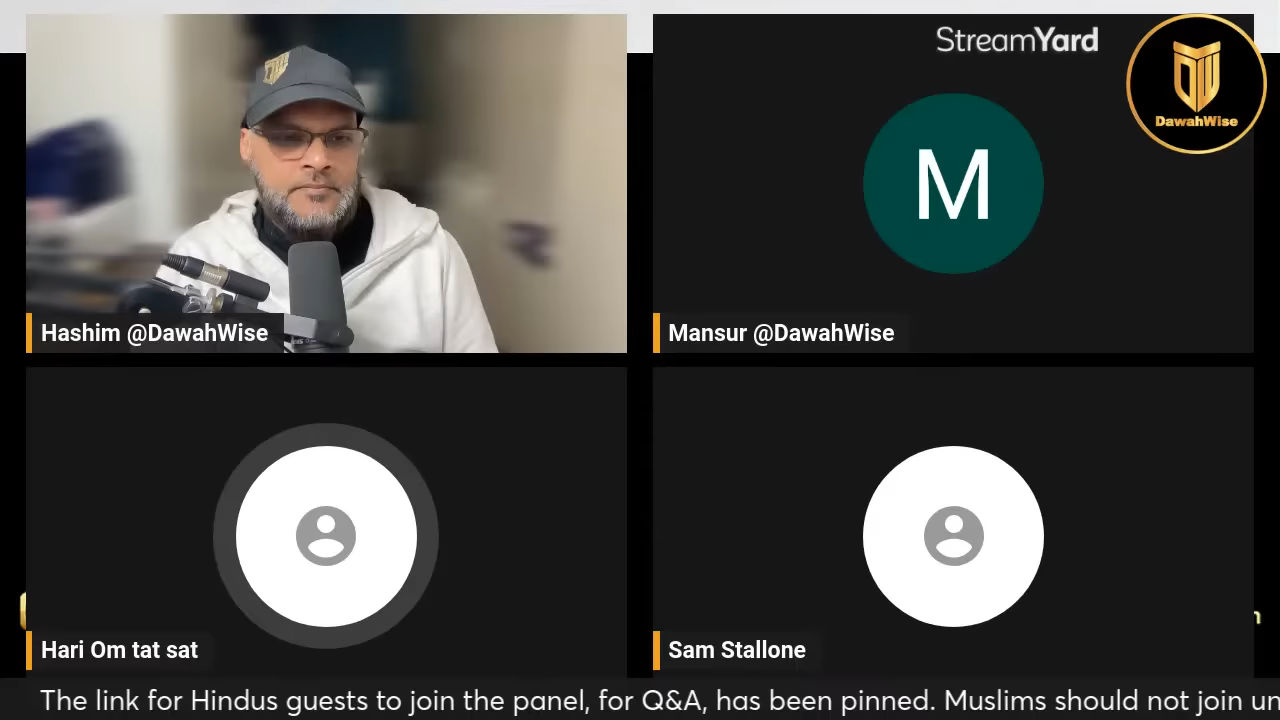 StreamYard
DawahWise
M
Hashim @DawahWise
Mansur @DawahWise
Hari Om tat sat
Sam Stallone
The link for Hindus guests to join the panel, for Q&A, has been pinned. Muslims should not join